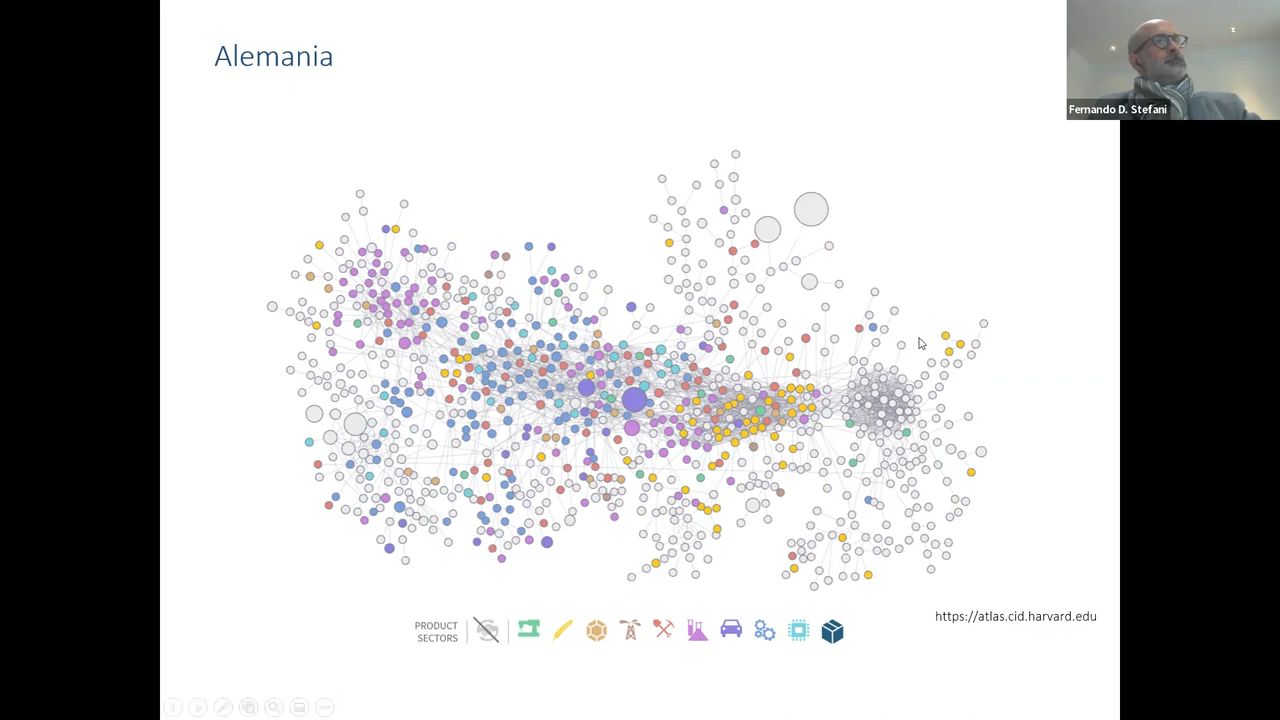 Alemania
Fernando D. Stefani
https://atlas.cid.harvard.edu
PRODUCT
SECTORS